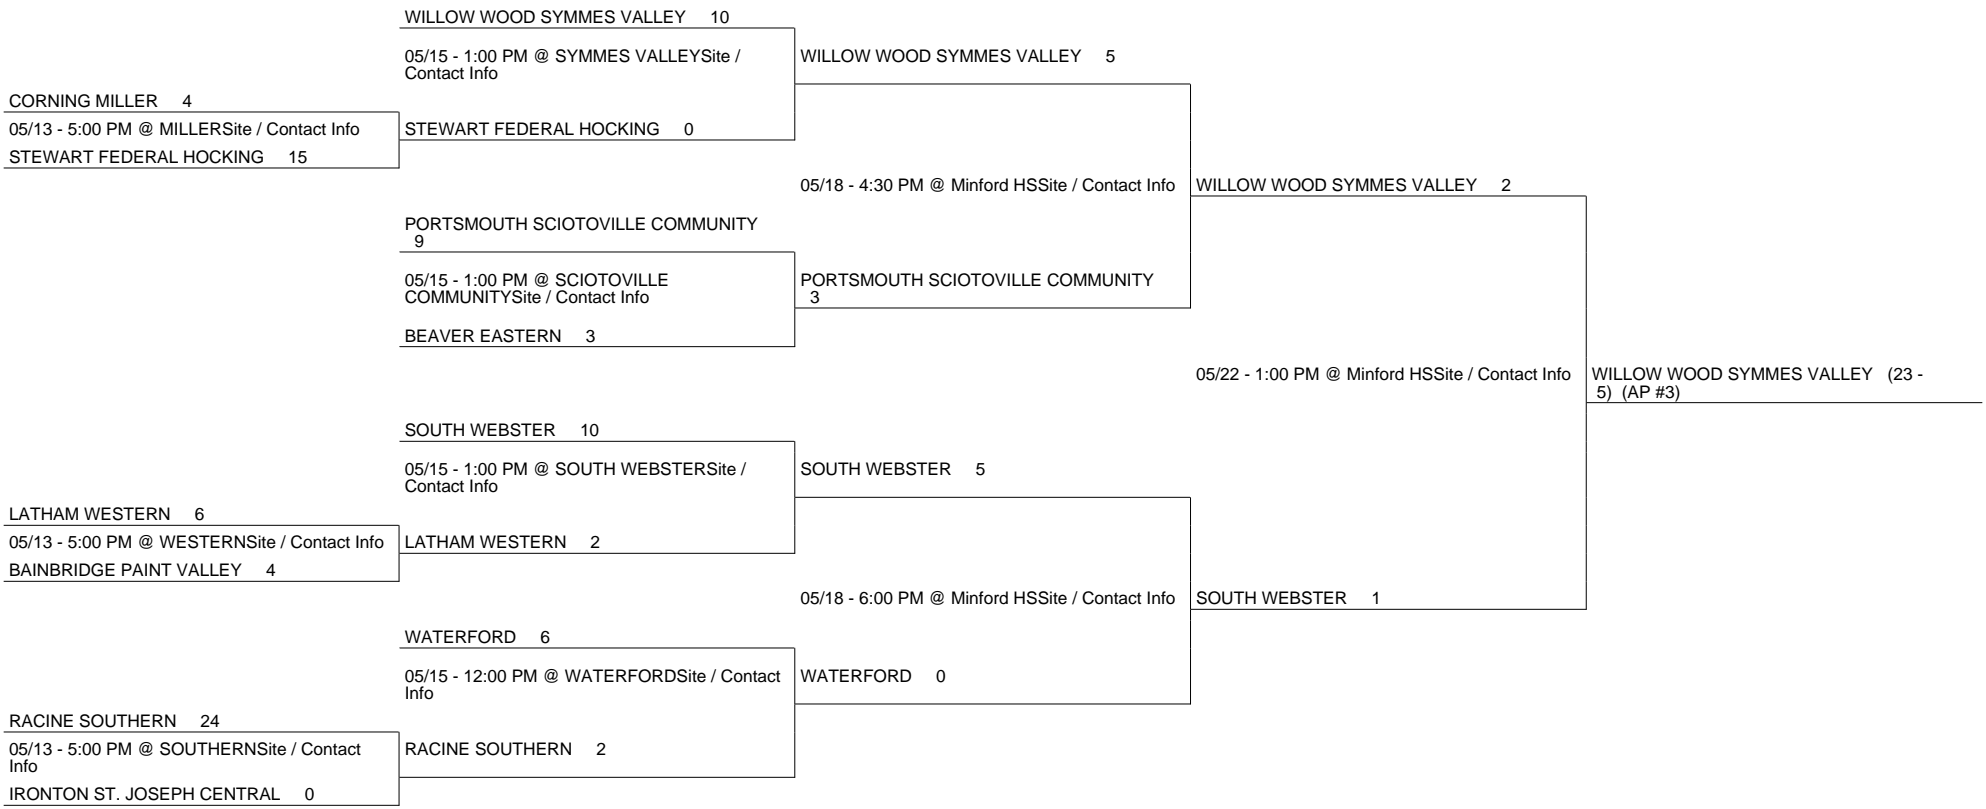 WILLOW WOOD SYMMES VALLEY 10
05/15 - 1:00 PM @ SYMMES VALLEYSite /
Contact Info
WILLOW WOOD SYMMES VALLEY 5
CORNING MILLER 4
05/13 - 5:00 PM @ MILLERSite / Contact Info
STEWART FEDERAL HOCKING 15
STEWART FEDERAL HOCKING 0
05/18 - 4:30 PM @ Minford HSSite / Contact Info
WILLOW WOOD SYMMES VALLEY 2
PORTSMOUTH SCIOTOVILLE COMMUNITY
9
05/15 - 1:00 PM @ SCIOTOVILLE
COMMUNITYSite / Contact Info
PORTSMOUTH SCIOTOVILLE COMMUNITY
3
BEAVER EASTERN 3
05/22 - 1:00 PM @ Minford HSSite / Contact Info
WILLOW WOOD SYMMES VALLEY (23 -
5) (AP #3)
SOUTH WEBSTER 10
05/15 - 1:00 PM @ SOUTH WEBSTERSite /
Contact Info
SOUTH WEBSTER 5
LATHAM WESTERN 6
05/13 - 5:00 PM @ WESTERNSite / Contact Info
BAINBRIDGE PAINT VALLEY 4
LATHAM WESTERN 2
05/18 - 6:00 PM @ Minford HSSite / Contact Info
SOUTH WEBSTER 1
WATERFORD 6
05/15 - 12:00 PM @ WATERFORDSite / Contact
Info
WATERFORD 0
RACINE SOUTHERN 24
05/13 - 5:00 PM @ SOUTHERNSite / Contact
Info
IRONTON ST. JOSEPH CENTRAL 0
RACINE SOUTHERN 2